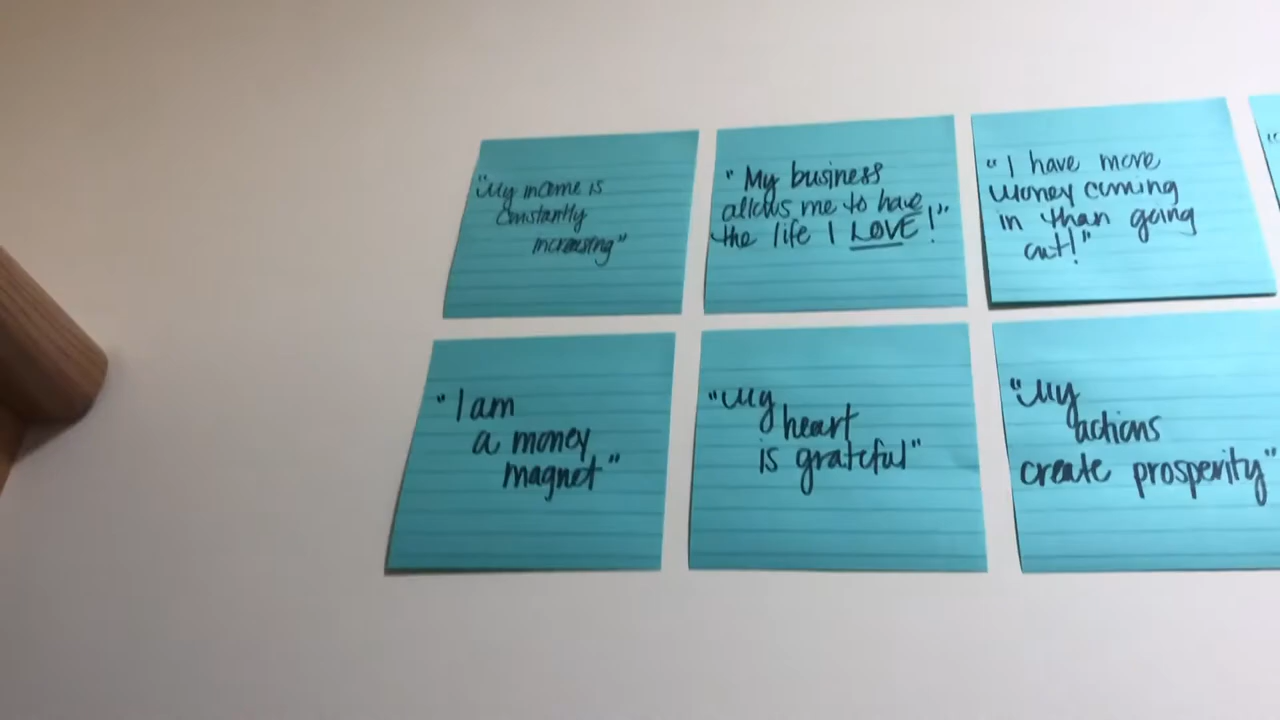 "My income is
constantly
increasing"
"My business
allows me to have
the life I LOVE!"
"I have more
money coming
in than going
out!"
"
"I am
a money
magnet"
"My
heart
is grateful"
"My
actions
create prosperity"